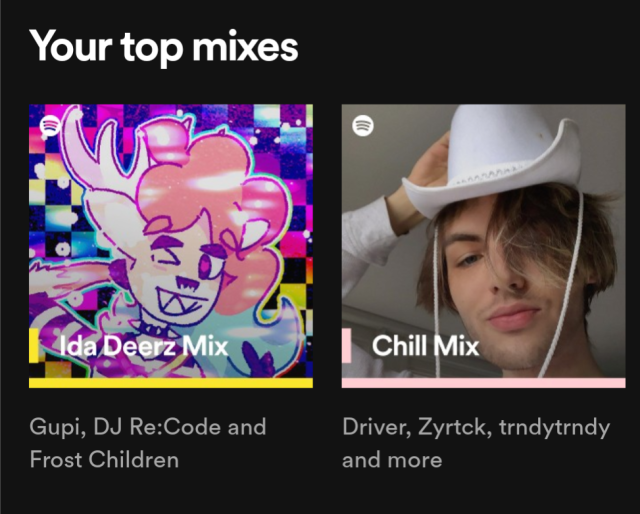 Your top mixes
Ida Deerz Mix
Chill Mix
Gupi, DJ Re:Code and
Frost Children
Driver, Zyrtck, trndytrndy
and more